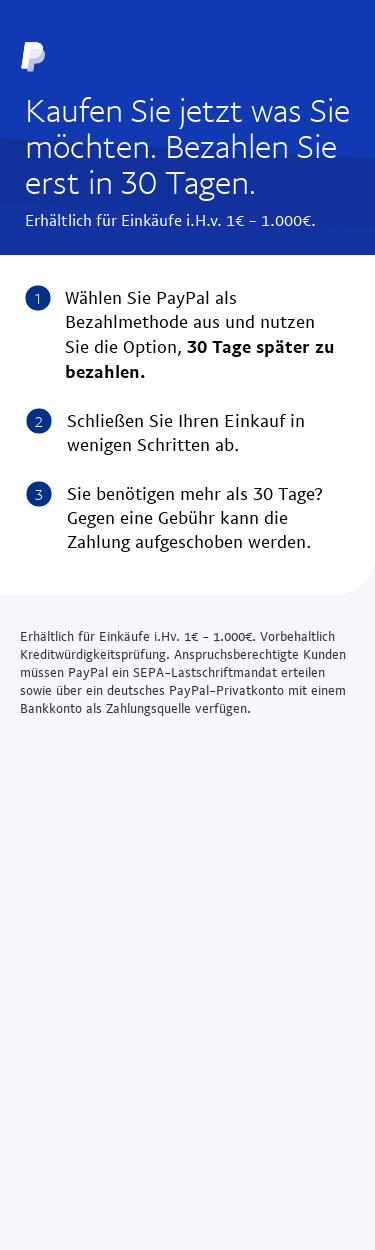 Kaufen Sie jetzt was Sie
möchten. Bezahlen Sie
erst in 30 Tagen.
Erhältlich für Einkäufe i.H.v. 1€ – 1.000€.
1 Wählen Sie PayPal als
Bezahlmethode aus und nutzen
Sie die Option, 30 Tage später zu
bezahlen.
2 Schließen Sie Ihren Einkauf in
wenigen Schritten ab.
3 Sie benötigen mehr als 30 Tage?
Gegen eine Gebühr kann die
Zahlung aufgeschoben werden.
Erhältlich für Einkäufe i.Hv. 1€ – 1.000€. Vorbehaltlich
Kreditwürdigkeitsprüfung. Anspruchsberechtigte Kunden
müssen PayPal ein SEPA-Lastschriftmandat erteilen
sowie über ein deutsches PayPal-Privatkonto mit einem
Bankkonto als Zahlungsquelle verfügen.